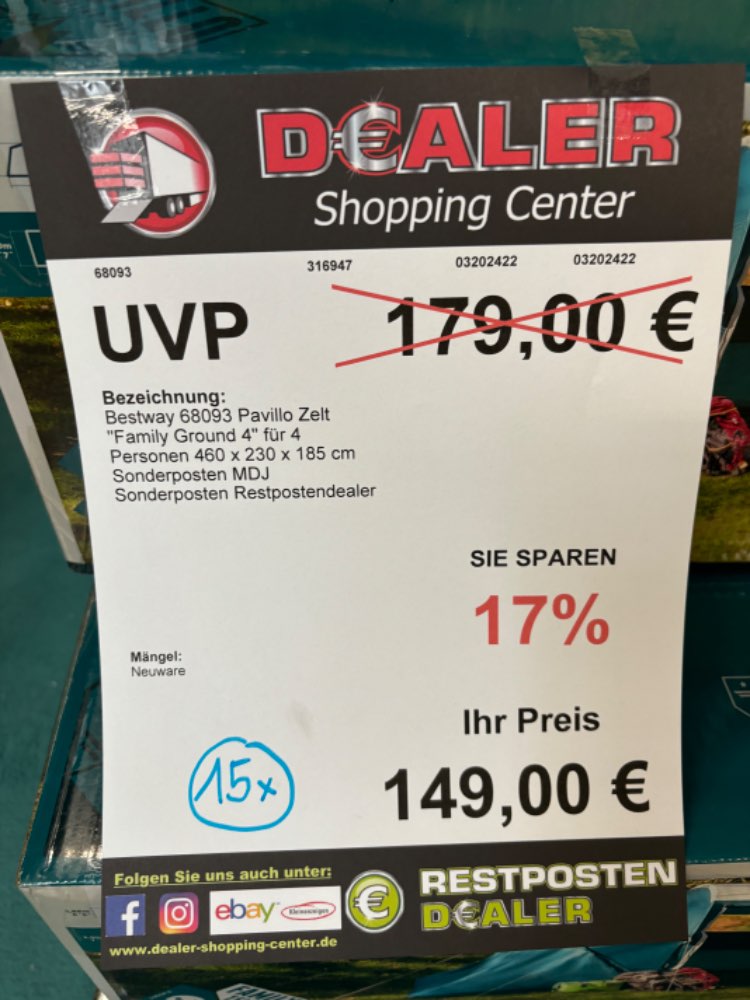 DEALER
Shopping Center
68093 316947 03202422 03202422
UVP 179,00 €
Bezeichnung:
Bestway 68093 Pavillo Zelt
"Family Ground 4" für 4
Personen 460 x 230 x 185 cm
Sonderposten MDJ
Sonderposten Restpostendealer
SIE SPAREN
17%
Mängel:
Neuware
Ihr Preis
15x
149,00 €
Folgen Sie uns auch unter:
ebay Kleinanzeigen
www.dealer-shopping-center.de
€ RESTPOSTEN
DEALER